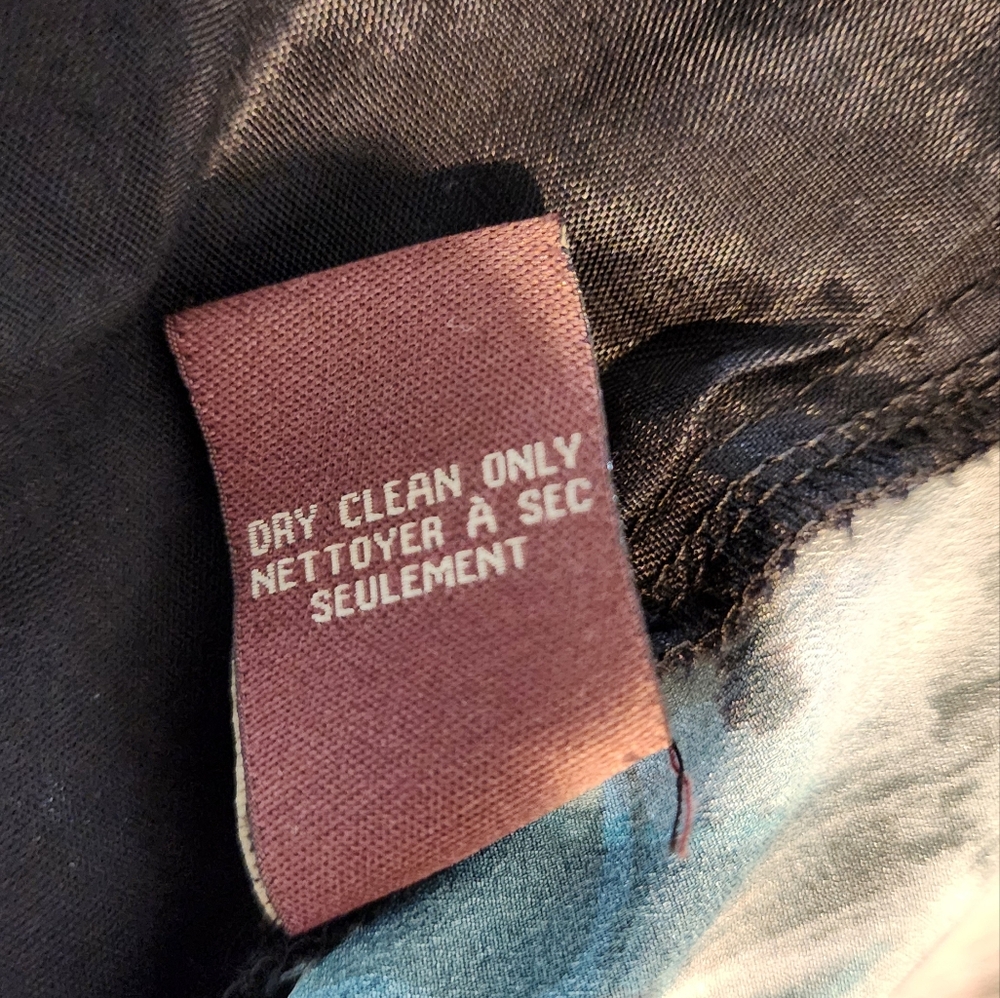 DRY CLEAN ONLY
NETTOYER À SEC
SEULEMENT